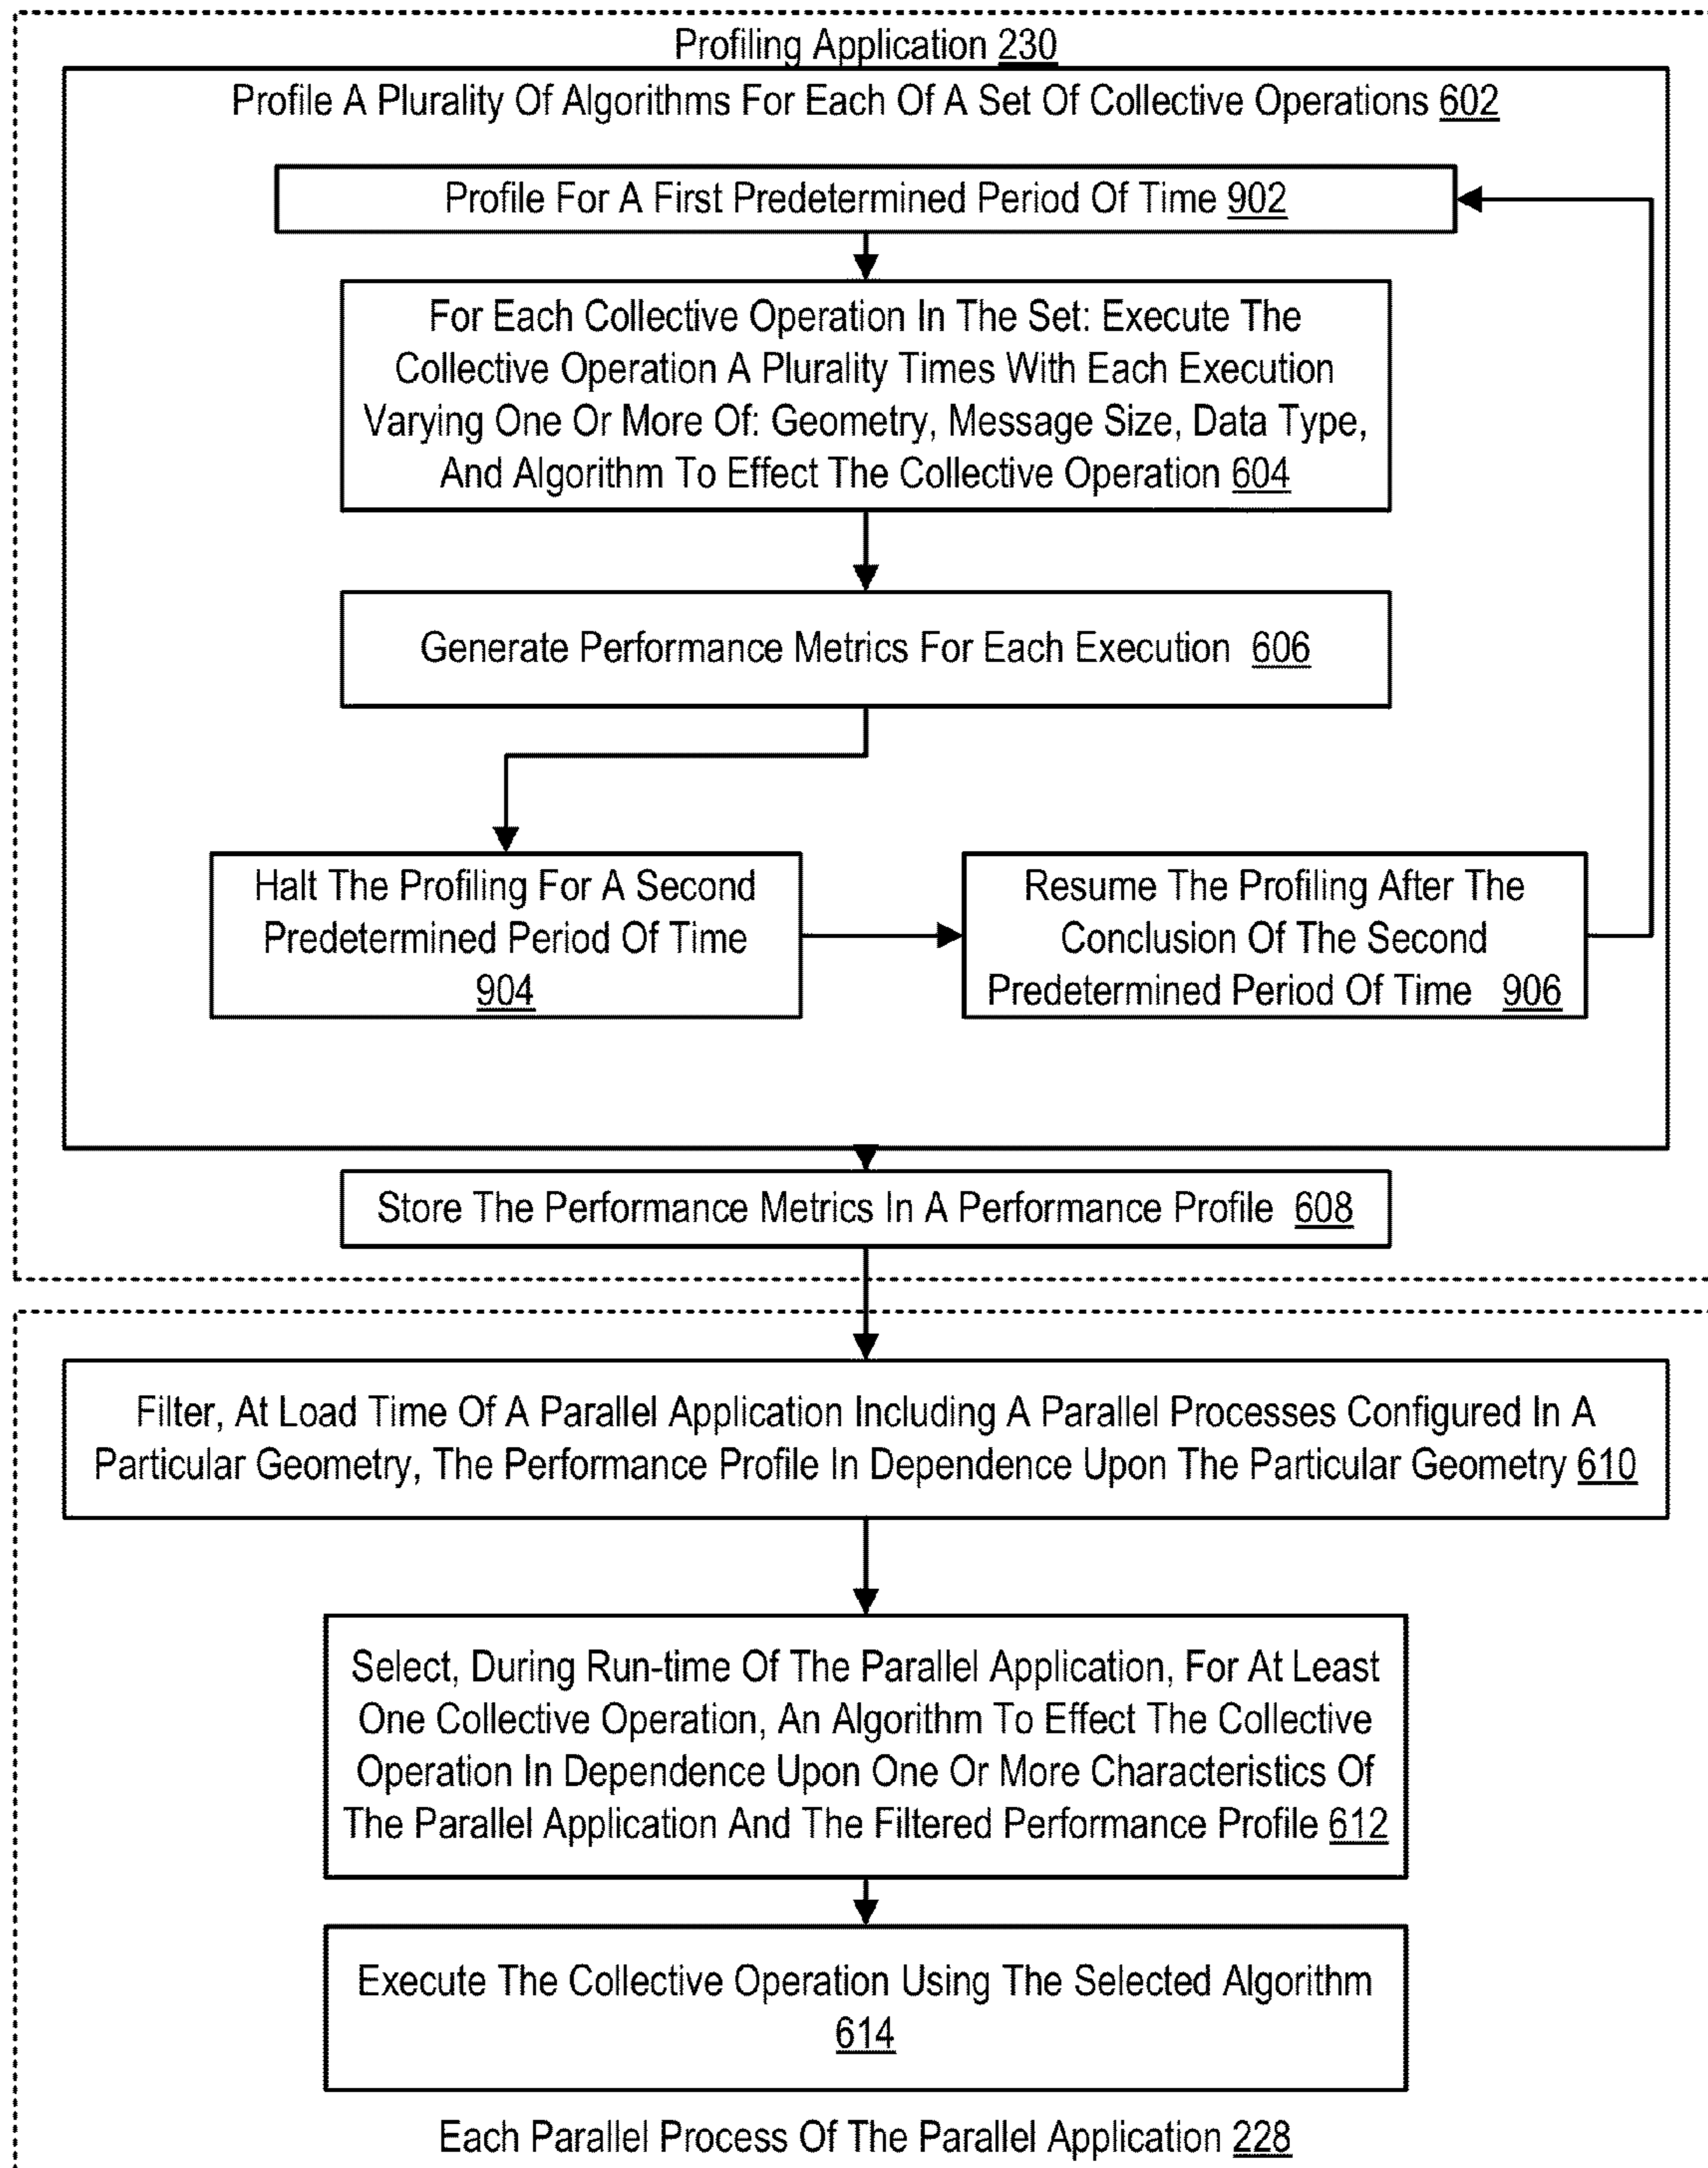 Profiling Application 230
Profile A Plurality Of Algorithms For Each Of A Set Of Collective Operations 602
Profile For A First Predetermined Period Of Time 902
For Each Collective Operation In The Set: Execute The
Collective Operation A Plurality Times With Each Execution
Varying One Or More Of: Geometry, Message Size, Data Type,
And Algorithm To Effect The Collective Operation 604
Generate Performance Metrics For Each Execution 606
Halt The Profiling For A Second
Predetermined Period Of Time
904
Resume The Profiling After The
Conclusion Of The Second
Predetermined Period Of Time 906
Store The Performance Metrics In A Performance Profile 608
Filter, At Load Time Of A Parallel Application Including A Parallel Processes Configured In A
Particular Geometry, The Performance Profile In Dependence Upon The Particular Geometry 610
Select, During Run-time Of The Parallel Application, For At Least
One Collective Operation, An Algorithm To Effect The Collective
Operation In Dependence Upon One Or More Characteristics Of
The Parallel Application And The Filtered Performance Profile 612
Execute The Collective Operation Using The Selected Algorithm
614
Each Parallel Process Of The Parallel Application 228